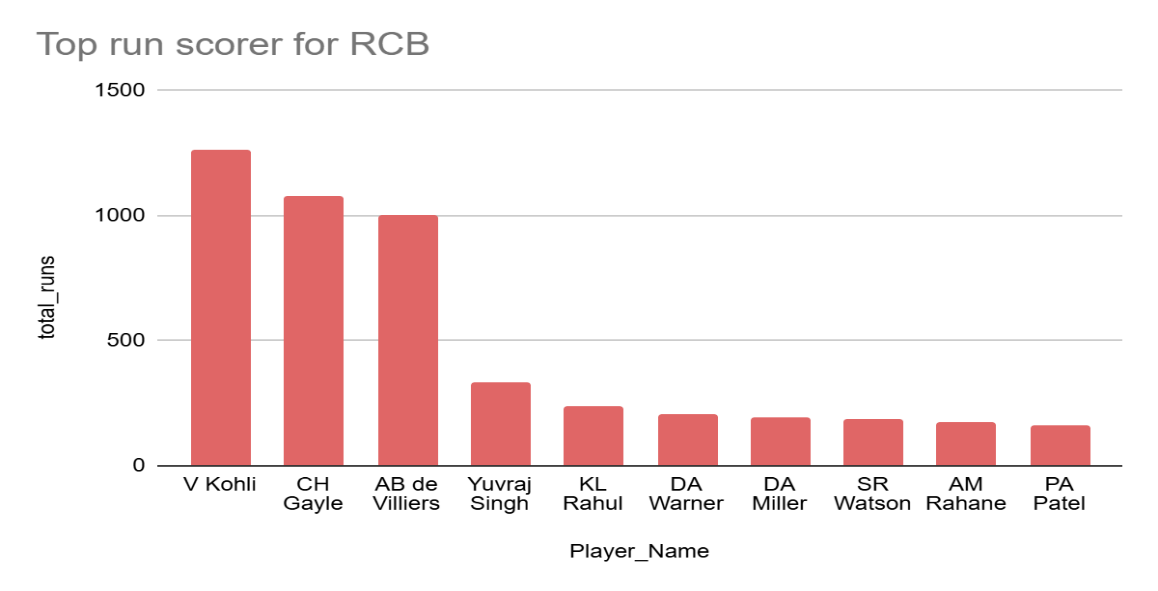 Top run scorer for RCB
1500
1000
500
0
total_runs
V Kohli
CH
Gayle
AB de
Villiers
Yuvraj
Singh
KL
Rahul
DA
Warner
DA
Miller
SR
Watson
AM
Rahane
PA
Patel
Player_Name